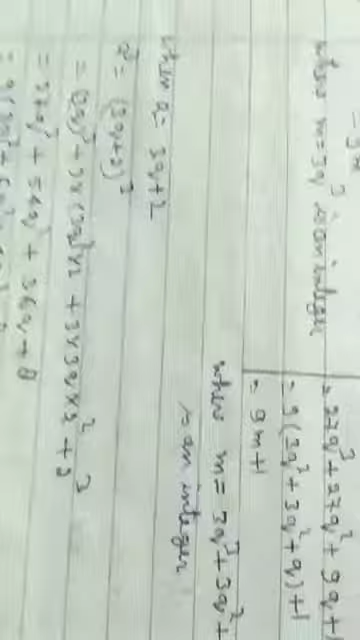 where m=3q³ is an integer
when a= 3q+2
a³= (3q+2)³
= (3q)³ + 3×(3q)²×2 + 3×3q×2² + 2³
= 27q³ + 54q² + 36q + 8
= 27q³ + 27q² + 9q + 1
= 9(3q³ + 3q² + q) + 1
= 9m+1
where m= 3q³ + 3q² +
= an integer